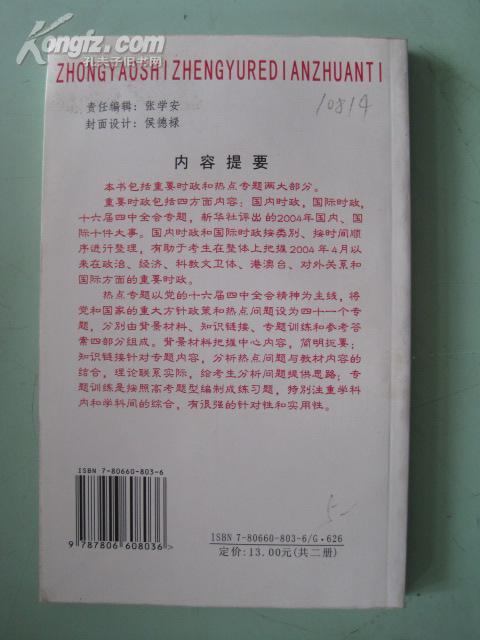 Kongfz.com
孔夫子旧书网
ZHONGYAOSHIZHENGYUREDIANZHUANTI
责任编辑：张学安
封面设计：侯德禄
10814
内容提要
本书包括重要时政和热点专题两大部分。
重要时政包括四方面内容：国内时政，国际时政，
十六届四中全会专题，新华社评出的2004年国内、国
际十件大事。国内时政和国际时政按类别、按时间顺
序进行整理，有助于考生在整体上把握2004年4月以
来在政治、经济、科教文卫体、港澳台、对外关系和
国际方面的重要时政。
热点专题以党的十六届四中全会精神为主线，将
党和国家的重大方针政策和热点问题设为四十一个专
题，分别由背景材料、知识链接、专题训练和参考答
案四部分组成。背景材料把握中心内容，简明扼要；
知识链接针对专题内容，分析热点问题与教材内容的
结合，理论联系实际，给考生分析问题提供思路；专
题训练是按照高考题型编制成练习题，特别注重学科
内和学科间的综合，有很强的针对性和实用性。
ISBN 7-80660-803-6
9 787806 608036>
ISBN 7-80660-803-6/G·626
定价：13.00元(共二册)